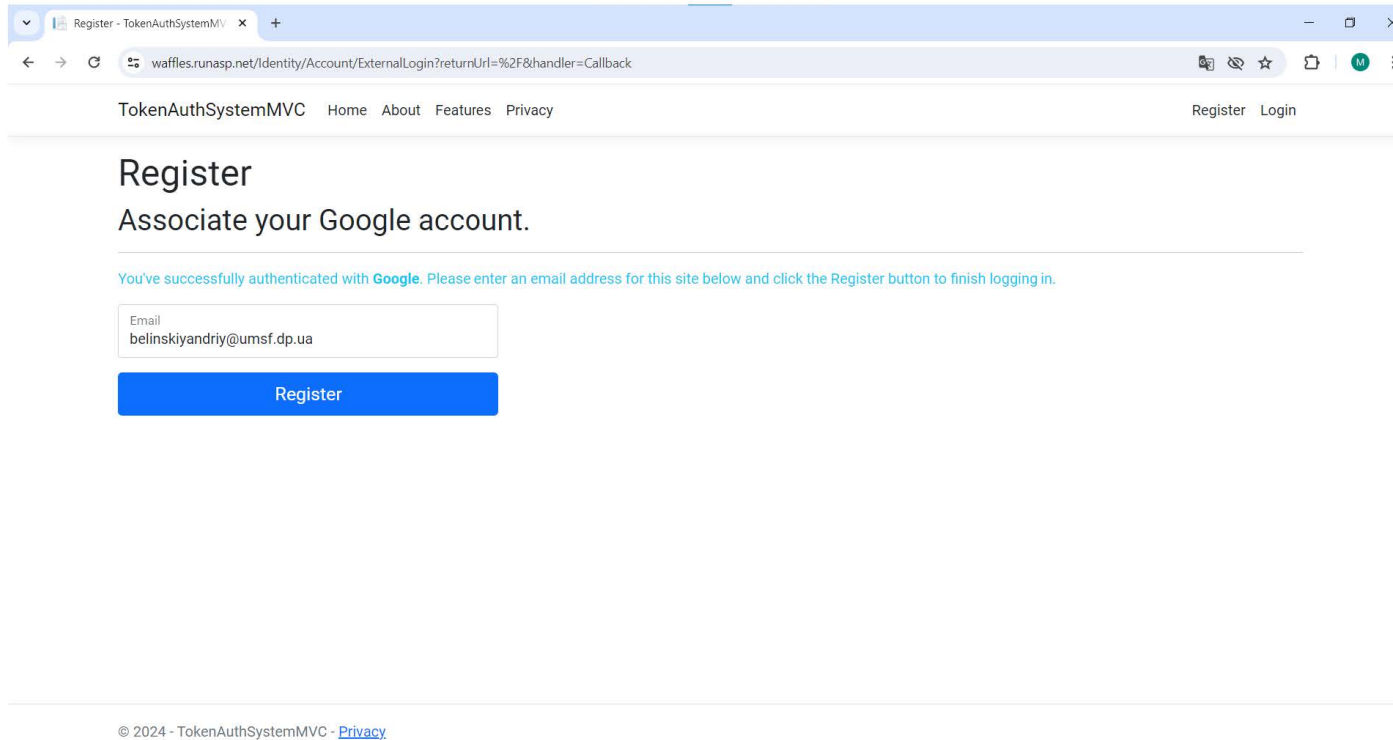 Register - TokenAuthSystemMV
waffles.runasp.net/Identity/Account/ExternalLogin?returnUrl=%2F&handler=Callback
M
TokenAuthSystemMVC Home About Features Privacy Register Login
Register
Associate your Google account.
You've successfully authenticated with Google. Please enter an email address for this site below and click the Register button to finish logging in.
Email
belinskiyandriy@umsf.dp.ua
Register
© 2024 - TokenAuthSystemMVC - Privacy